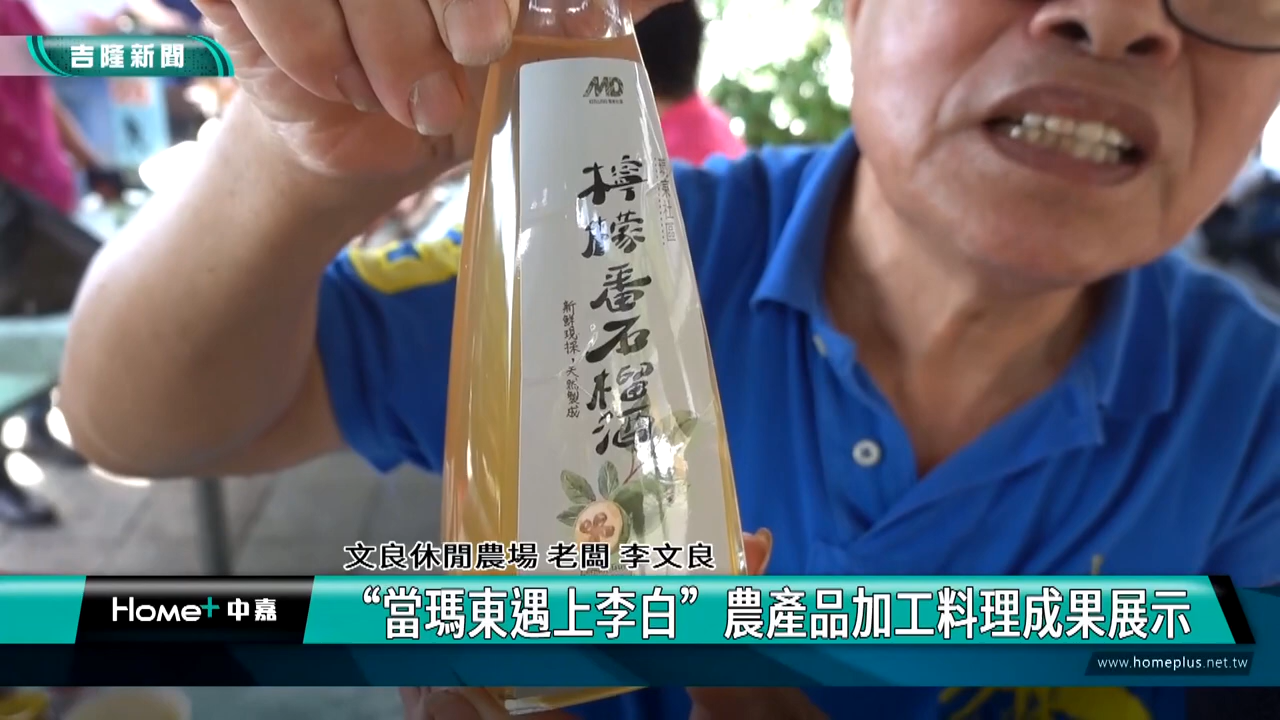 吉隆新聞
MD
檸檬番石榴酒
新鮮現採，天然製成
文良休閒農場 老闆 李文良
Home+ 中嘉
“當瑪東遇上李白”農產品加工料理成果展示
www.homeplus.net.tw